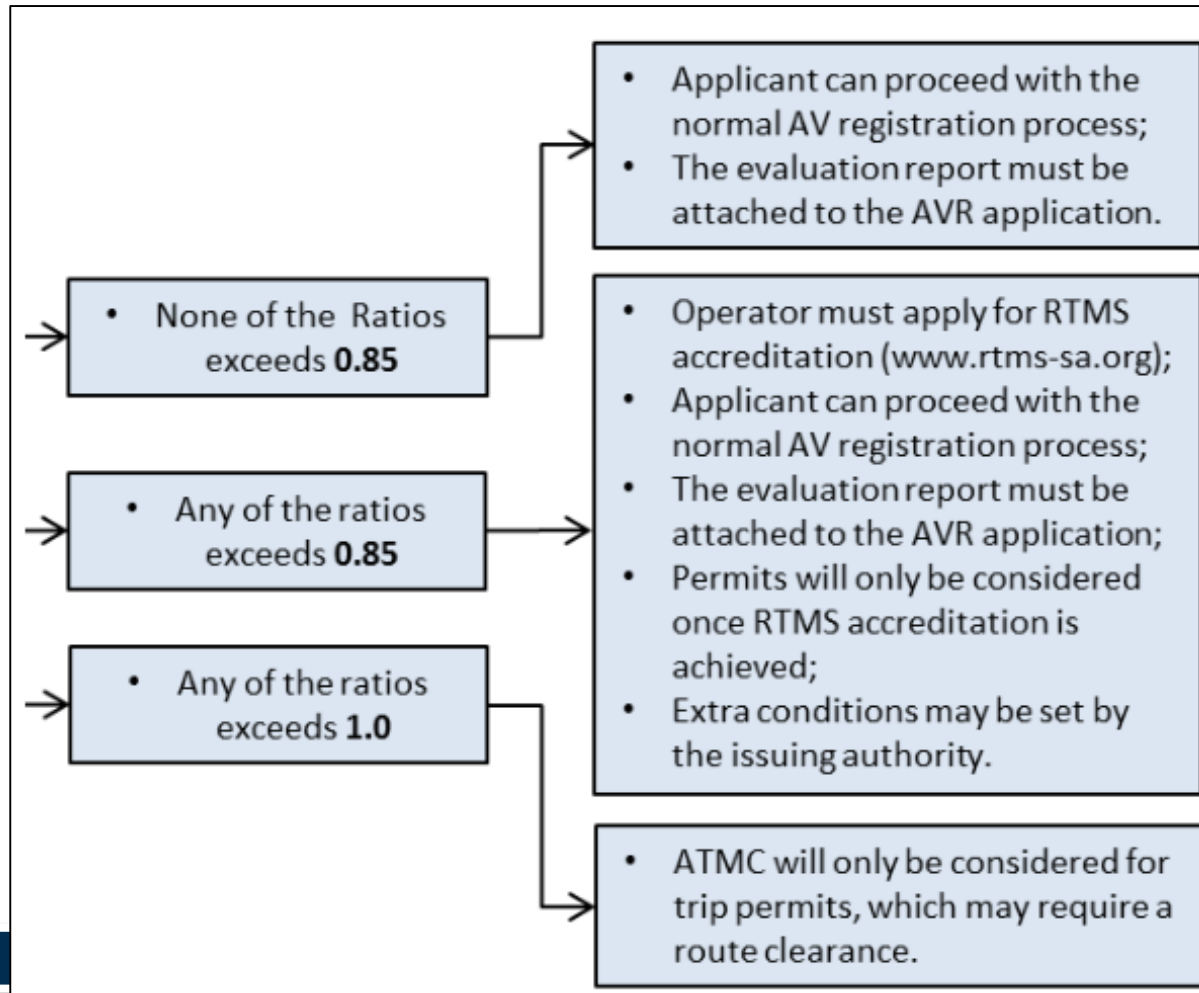 • Applicant can proceed with the
normal AV registration process;
• The evaluation report must be
attached to the AVR application.
• None of the Ratios
exceeds 0.85
• Operator must apply for RTMS
accreditation (www.rtms-sa.org);
• Applicant can proceed with the
normal AV registration process;
• The evaluation report must be
attached to the AVR application;
• Permits will only be considered
once RTMS accreditation is
achieved;
• Extra conditions may be set by
the issuing authority.
• Any of the ratios
exceeds 0.85
• Any of the ratios
exceeds 1.0
• ATMC will only be considered for
trip permits, which may require a
route clearance.